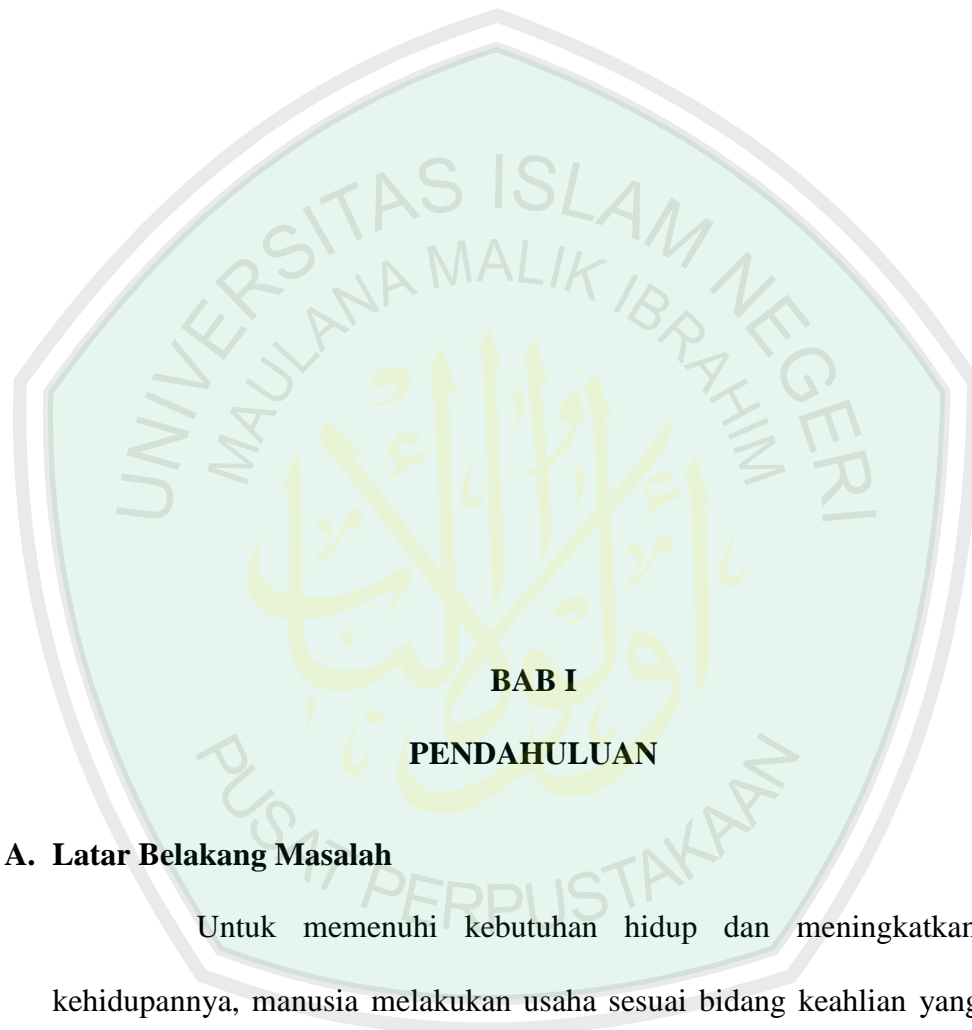 UNIVERSITAS ISLAM NEGERI
MAULANA MALIK IBRAHIM
BAB I
PENDAHULUAN
A. Latar Belakang Masalah
Untuk memenuhi kebutuhan hidup dan meningkatkan
kehidupannya, manusia melakukan usaha sesuai bidang keahlian yang
PUSAT PERPUSTAKAAN